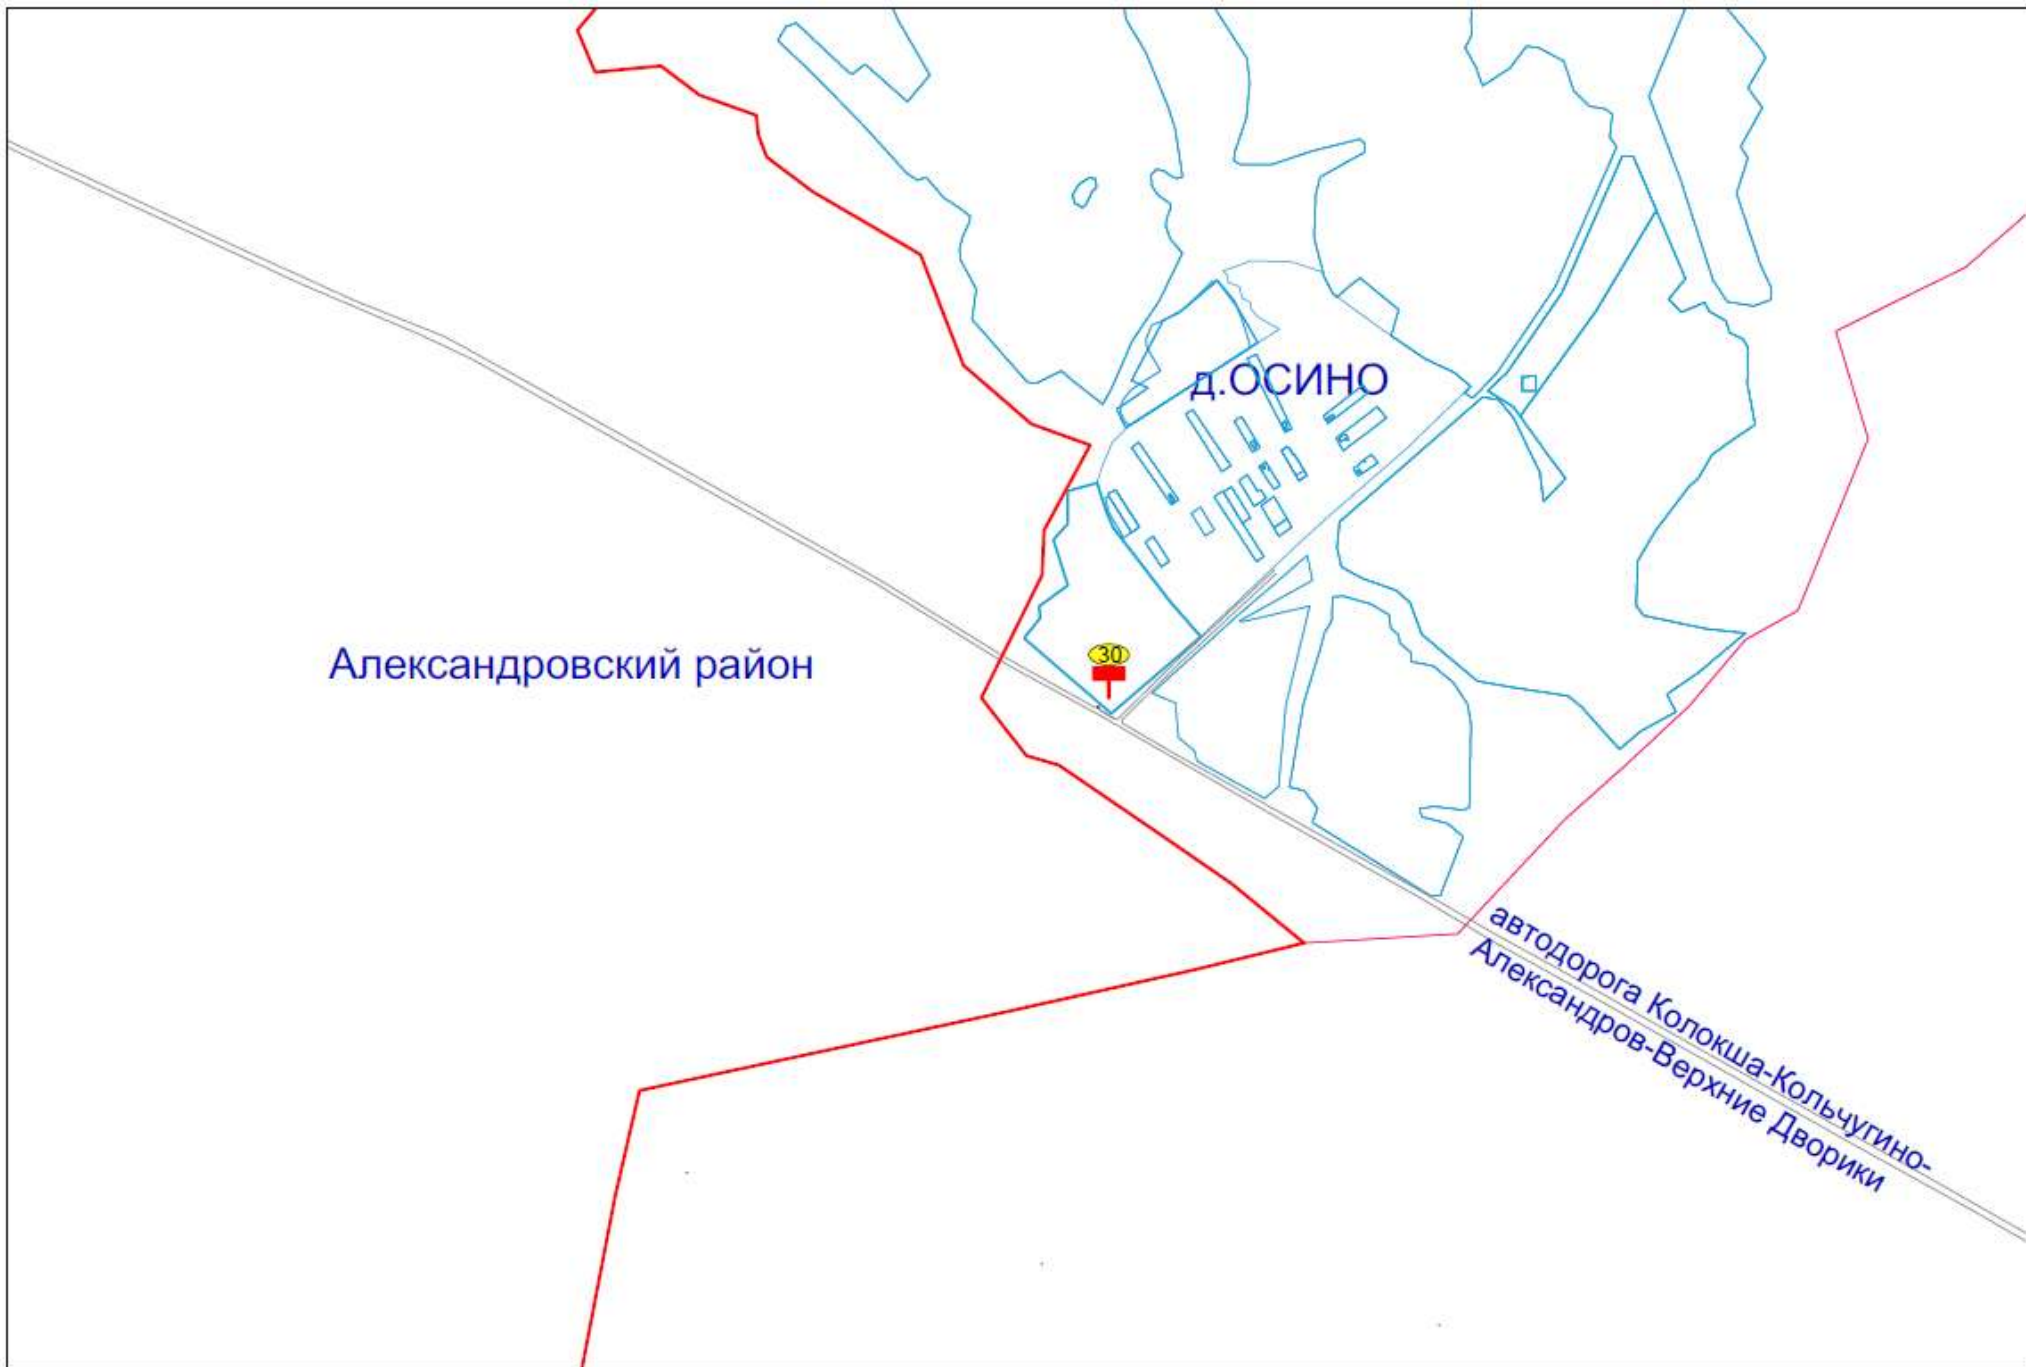 д.ОСИНО
30
Александровский район
автодорога Колокша-Кольчугино-
Александров-Верхние Дворики